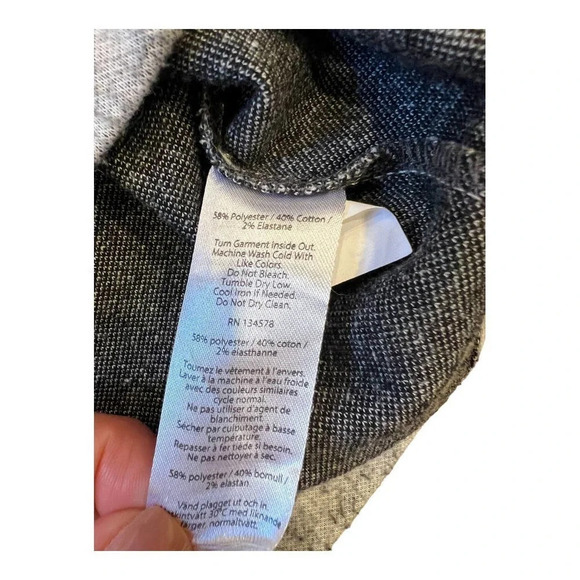 58% Polyester / 40% Cotton /
2% Elastane
Turn Garment Inside Out.
Machine Wash Cold With
Like Colors.
Do Not Bleach.
Tumble Dry Low.
Cool Iron If Needed.
Do Not Dry Clean.
RN 134578
58% polyester / 40% coton /
2% élasthanne
Tournez le vêtement à l'envers.
Laver à la machine à l'eau froide
avec des couleurs similaires
cycle normal.
Ne pas utiliser d'agent de
blanchiment.
Sécher par culbutage à basse
température.
Repasser à fer tiède si besoin.
Ne pas nettoyer à sec.
58% polyester / 40% bomull /
2% elastan
Vänd plagget ut och in.
30°C med liknande
färger, normaltvätt.